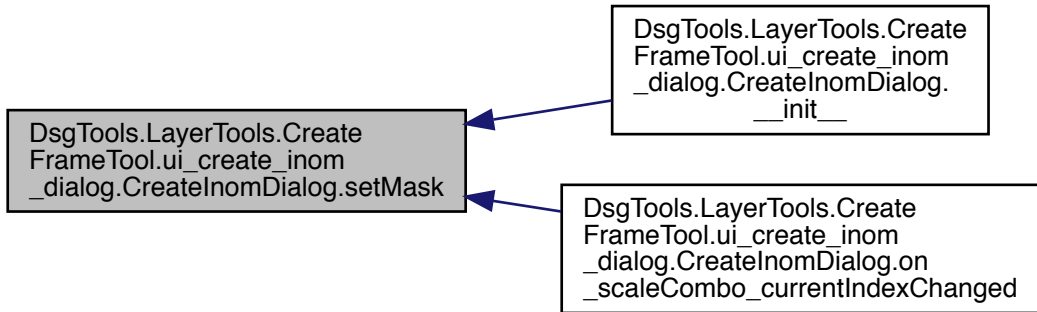 DsgTools.LayerTools.Create
FrameTool.ui_create_inom
_dialog.CreateInomDialog.setMask
DsgTools.LayerTools.Create
FrameTool.ui_create_inom
_dialog.CreateInomDialog.
__init__
DsgTools.LayerTools.Create
FrameTool.ui_create_inom
_dialog.CreateInomDialog.on
_scaleCombo_currentIndexChanged